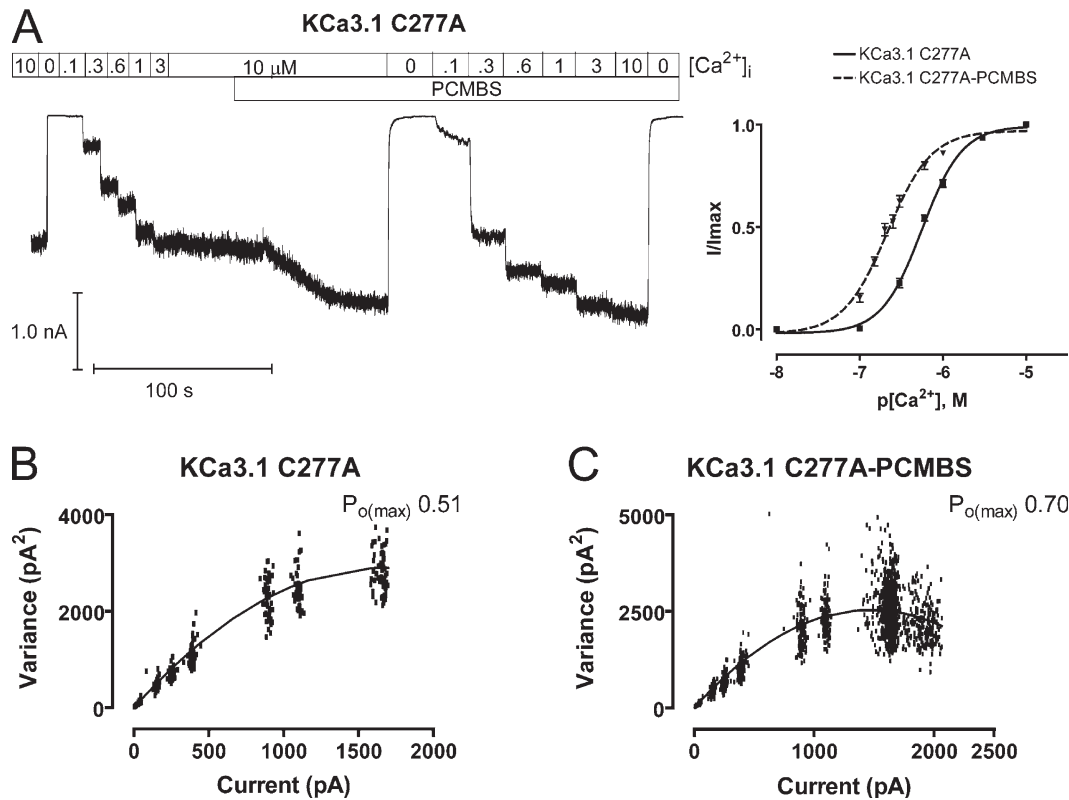 A
KCa3.1 C277A
10 0 .1 .3 .6 1 3 10 µM 0 .1 .3 .6 1 3 10 0 [Ca²⁺]ᵢ
PCMBS
1.0 nA
100 s
KCa3.1 C277A
KCa3.1 C277A-PCMBS
I/Imax
1.0
0.5
0.0
-8 -7 -6 -5
p[Ca²⁺], M
B
KCa3.1 C277A
Po(max) 0.51
Variance (pA²)
4000
2000
0
0 500 1000 1500 2000
Current (pA)
C
KCa3.1 C277A-PCMBS
Po(max) 0.70
Variance (pA²)
5000
2500
0
0 1000 2000 2500
Current (pA)